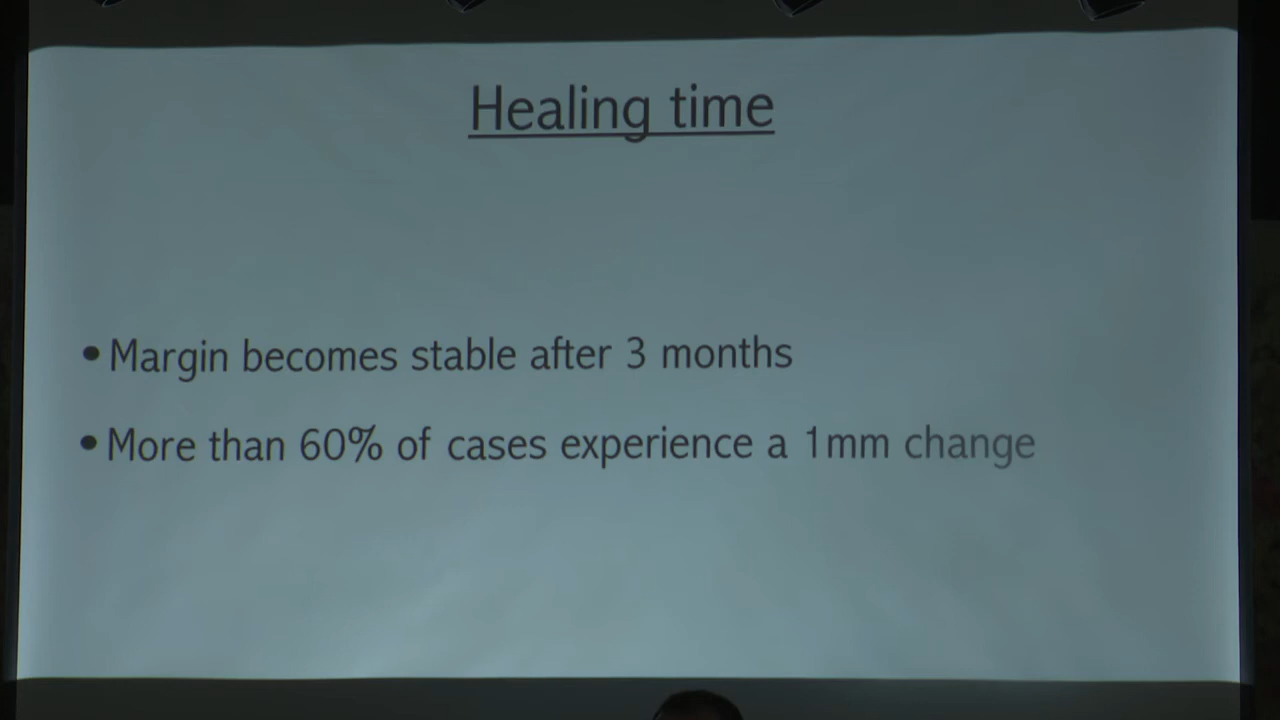 Healing time
• Margin becomes stable after 3 months
• More than 60% of cases experience a 1mm change